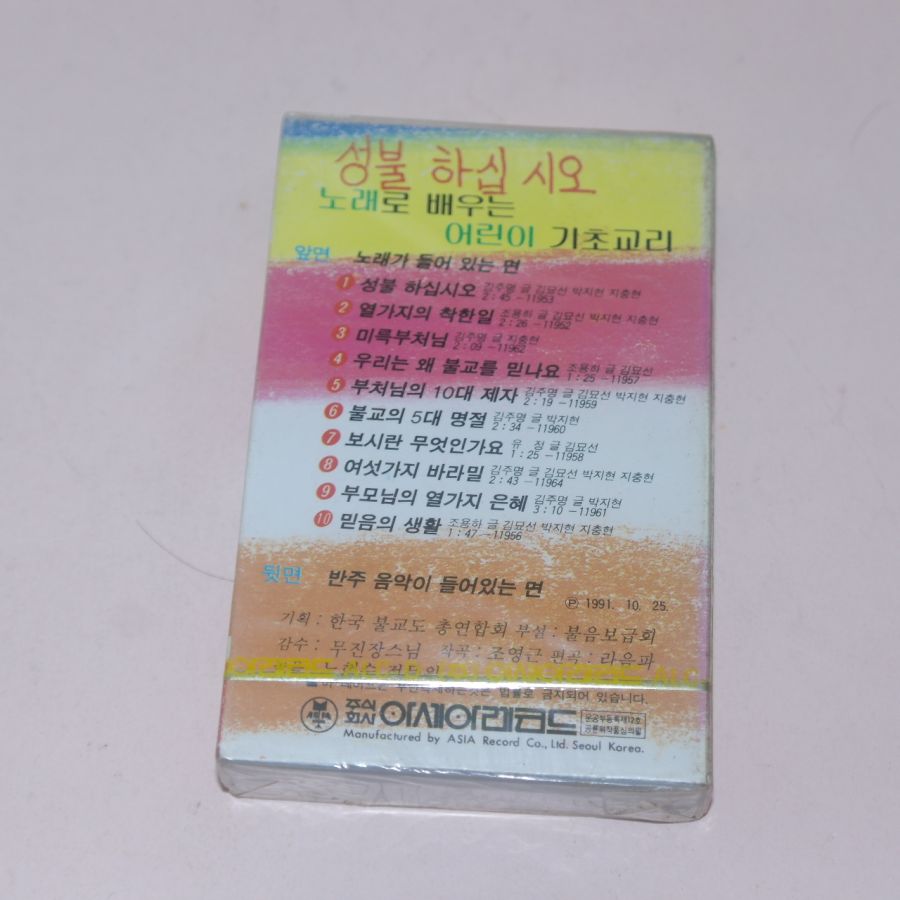 성불 하십 시오
노래로 배우는
어린이 기초교리
앞면 노래가 들어 있는 면
1 성불 하십시오 김주명 글 김묘선 박지현 지충현 2:45-11953
2 열가지의 착한일 조용하 글 김묘신 박지현 지충현 2:26-11952
3 미륵부처님 김주명 글 지충현 2:09-11962
4 우리는 왜 불교를 믿나요 조용하 글 김묘선 1:25-11957
5 부처님의 10대 제자 김주명 글 김묘선 박지현 지충현 2:19-11959
6 불교의 5대 명절 김주명 글 박지현 2:34-11960
7 보시란 무엇인가요 유 정 글 김묘선 1:25-11958
8 여섯가지 바라밀 김주명 글 김묘선 박지현 지충현 2:43-11964
9 부모님의 열가지 은혜 김주명 글 박지현 3:10-11961
10 믿음의 생활 조용하 글 김묘선 박지현 지충현 1:47-11956
뒷면 반주 음악이 들어있는 면
℗ 1991. 10. 25.
기획 : 한국 불교도 총연합회 부설 : 불음보급회
감수 : 무진장스님 작곡 : 조영근 편곡 : 라음파
법률로 금지되어 있습니다.
주식회사 아세아레코드
Manufactured by ASIA Record Co., Ltd. Seoul Korea.